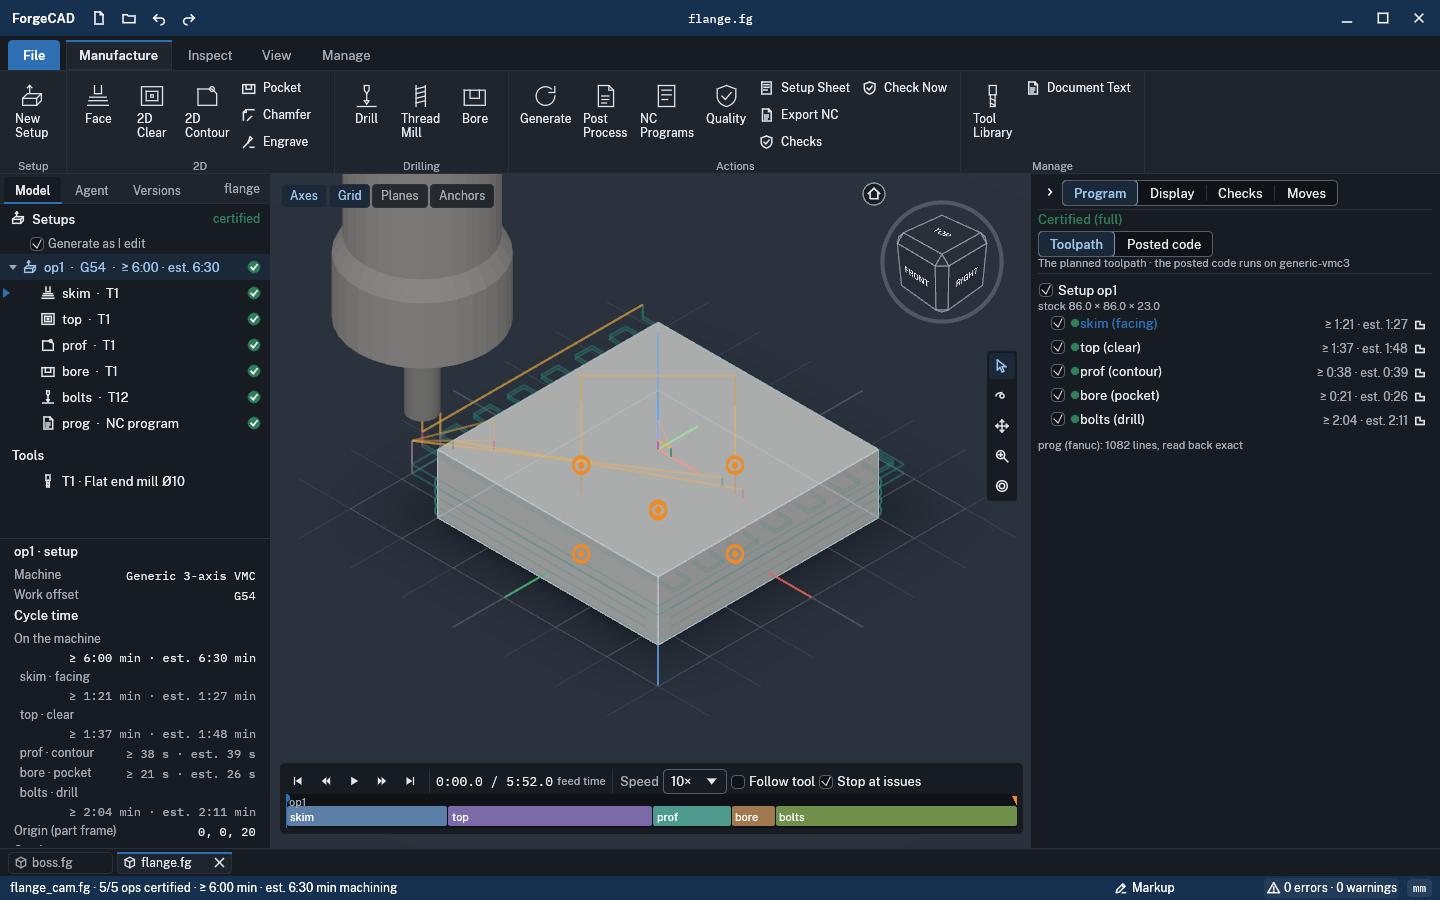 ForgeCAD
flange.fg
File
Manufacture
Inspect
View
Manage
New Setup
Face
2D Clear
2D Contour
Pocket
Chamfer
Engrave
Drill
Thread Mill
Bore
Generate
Post Process
NC Programs
Quality
Setup Sheet
Export NC
Checks
Check Now
Tool Library
Document Text
Setup
2D
Drilling
Actions
Manage
Model
Agent
Versions
flange
Setups
certified
Generate as I edit
op1 · G54 · ≥ 6:00 · est. 6:30
skim · T1
top · T1
prof · T1
bore · T1
bolts · T12
prog · NC program
Tools
T1 · Flat end mill Ø10
op1 · setup
Machine Generic 3-axis VMC
Work offset G54
Cycle time
On the machine
≥ 6:00 min · est. 6:30 min
skim · facing
≥ 1:21 min · est. 1:27 min
top · clear
≥ 1:37 min · est. 1:48 min
prof · contour ≥ 38 s · est. 39 s
bore · pocket ≥ 21 s · est. 26 s
bolts · drill
≥ 2:04 min · est. 2:11 min
Origin (part frame) 0, 0, 20
Axes
Grid
Planes
Anchors
TOP
FRONT
RIGHT
0:00.0 / 5:52.0 feed time
Speed
10×
Follow tool
Stop at issues
op1
skim
top
prof
bore
bolts
Program
Display
Checks
Moves
Certified (full)
Toolpath
Posted code
The planned toolpath · the posted code runs on generic-vmc3
Setup op1
stock 86.0 × 86.0 × 23.0
skim (facing) ≥ 1:21 · est. 1:27
top (clear) ≥ 1:37 · est. 1:48
prof (contour) ≥ 0:38 · est. 0:39
bore (pocket) ≥ 0:21 · est. 0:26
bolts (drill) ≥ 2:04 · est. 2:11
prog (fanuc): 1082 lines, read back exact
boss.fg
flange.fg
flange_cam.fg · 5/5 ops certified · ≥ 6:00 min · est. 6:30 min machining
Markup
0 errors · 0 warnings
mm